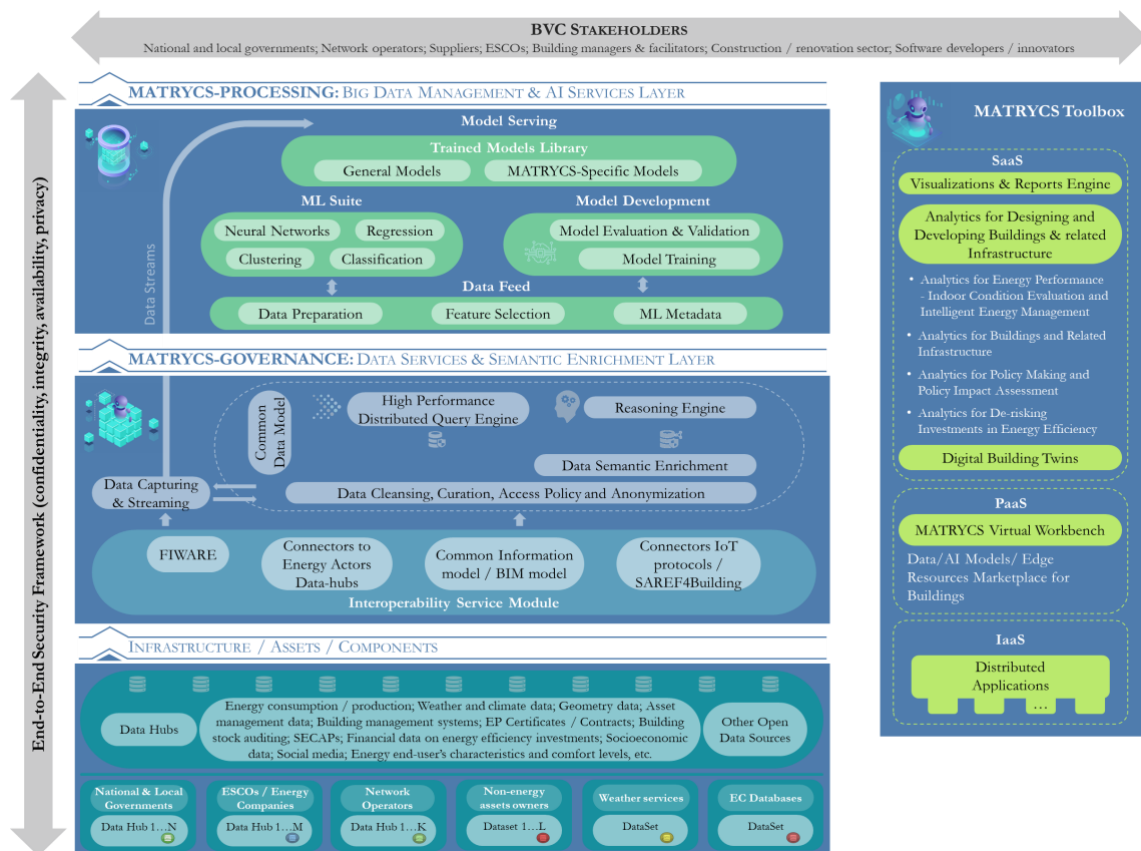 BVC STAKEHOLDERS
National and local governments; Network operators; Suppliers; ESCOs; Building managers & facilitators; Construction / renovation sector; Software developers / innovators
End-to-End Security Framework (confidentiality, integrity, availability, privacy)
MATRYCS-PROCESSING: BIG DATA MANAGEMENT & AI SERVICES LAYER
Model Serving
Trained Models Library
General Models
MATRYCS-Specific Models
ML Suite
Model Development
Neural Networks
Regression
Clustering
Classification
Model Evaluation & Validation
Model Training
Data Streams
Data Feed
Data Preparation
Feature Selection
ML Metadata
MATRYCS-GOVERNANCE: DATA SERVICES & SEMANTIC ENRICHMENT LAYER
Common
Data Model
High Performance
Distributed Query Engine
Reasoning Engine
Data Semantic Enrichment
Data Capturing
& Streaming
Data Cleansing, Curation, Access Policy and Anonymization
FIWARE
Connectors to
Energy Actors
Data-hubs
Common Information
model / BIM model
Connectors IoT
protocols /
SAREF4Building
Interoperability Service Module
INFRASTRUCTURE / ASSETS / COMPONENTS
Data Hubs
Energy consumption /
production; Weather and climate data; Geometry data; Asset
management data; Building management systems; EP Certificates / Contracts; Building
stock auditing; SECAPs; Financial data on energy efficiency investments; Socioeconomic
data; Social media; Energy end-user's characteristics and comfort levels, etc.
Other Open
Data Sources
National & Local
Governments
Data Hub 1…N
ESCOs / Energy
Companies
Data Hub 1…M
Network
Operators
Data Hub 1…K
Non-energy
assets owners
Dataset 1…L
Weather services
DataSet
EC Databases
DataSet
MATRYCS Toolbox
SaaS
Visualizations & Reports Engine
Analytics for Designing and
Developing Buildings & related
Infrastructure
• Analytics for Energy Performance
- Indoor Condition Evaluation and
Intelligent Energy Management
• Analytics for Buildings and Related
Infrastructure
• Analytics for Policy Making and
Policy Impact Assessment
• Analytics for De-risking
Investments in Energy Efficiency
Digital Building Twins
PaaS
MATRYCS Virtual Workbench
Data/AI Models/ Edge
Resources Marketplace for
Buildings
IaaS
Distributed
Applications
…